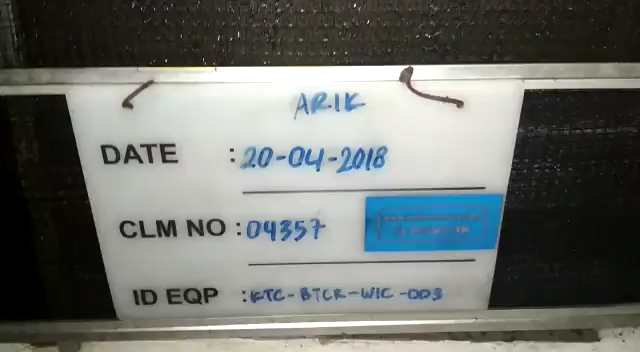 ARIK
DATE : 20-04-2018
CLM NO : 04357
ID EQP : KTC-BTCR-WIC-003